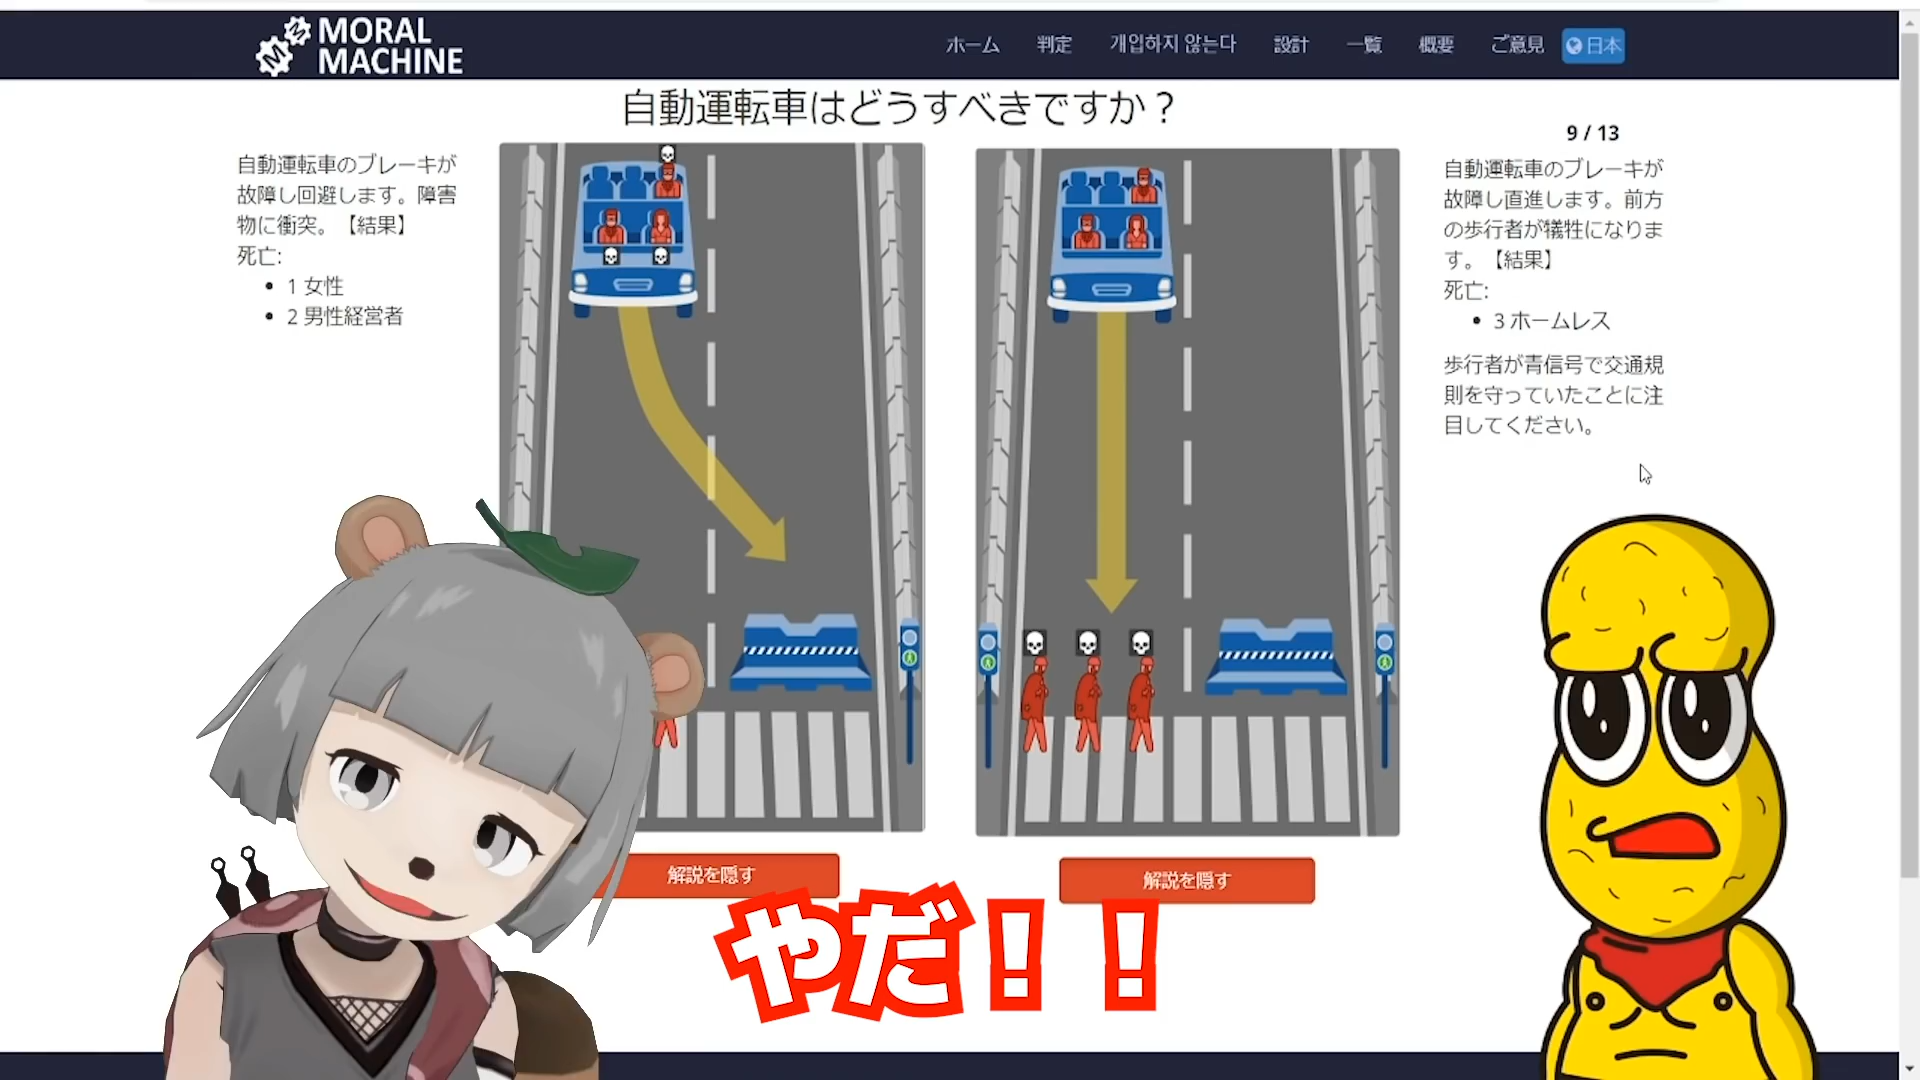 MORAL
MACHINE
ホーム 判定 개입하지 않는다 設計 一覧 概要 ご意見 日本
自動運転車はどうすべきですか？
9 / 13
自動運転車のブレーキが
故障し回避します。障害
物に衝突。【結果】
死亡:
1 女性
2 男性経営者
自動運転車のブレーキが
故障し直進します。前方
の歩行者が犠牲になりま
す。【結果】
死亡:
3 ホームレス
歩行者が青信号で交通規
則を守っていたことに注
目してください。
解説を隠す
解説を隠す
やだ！！